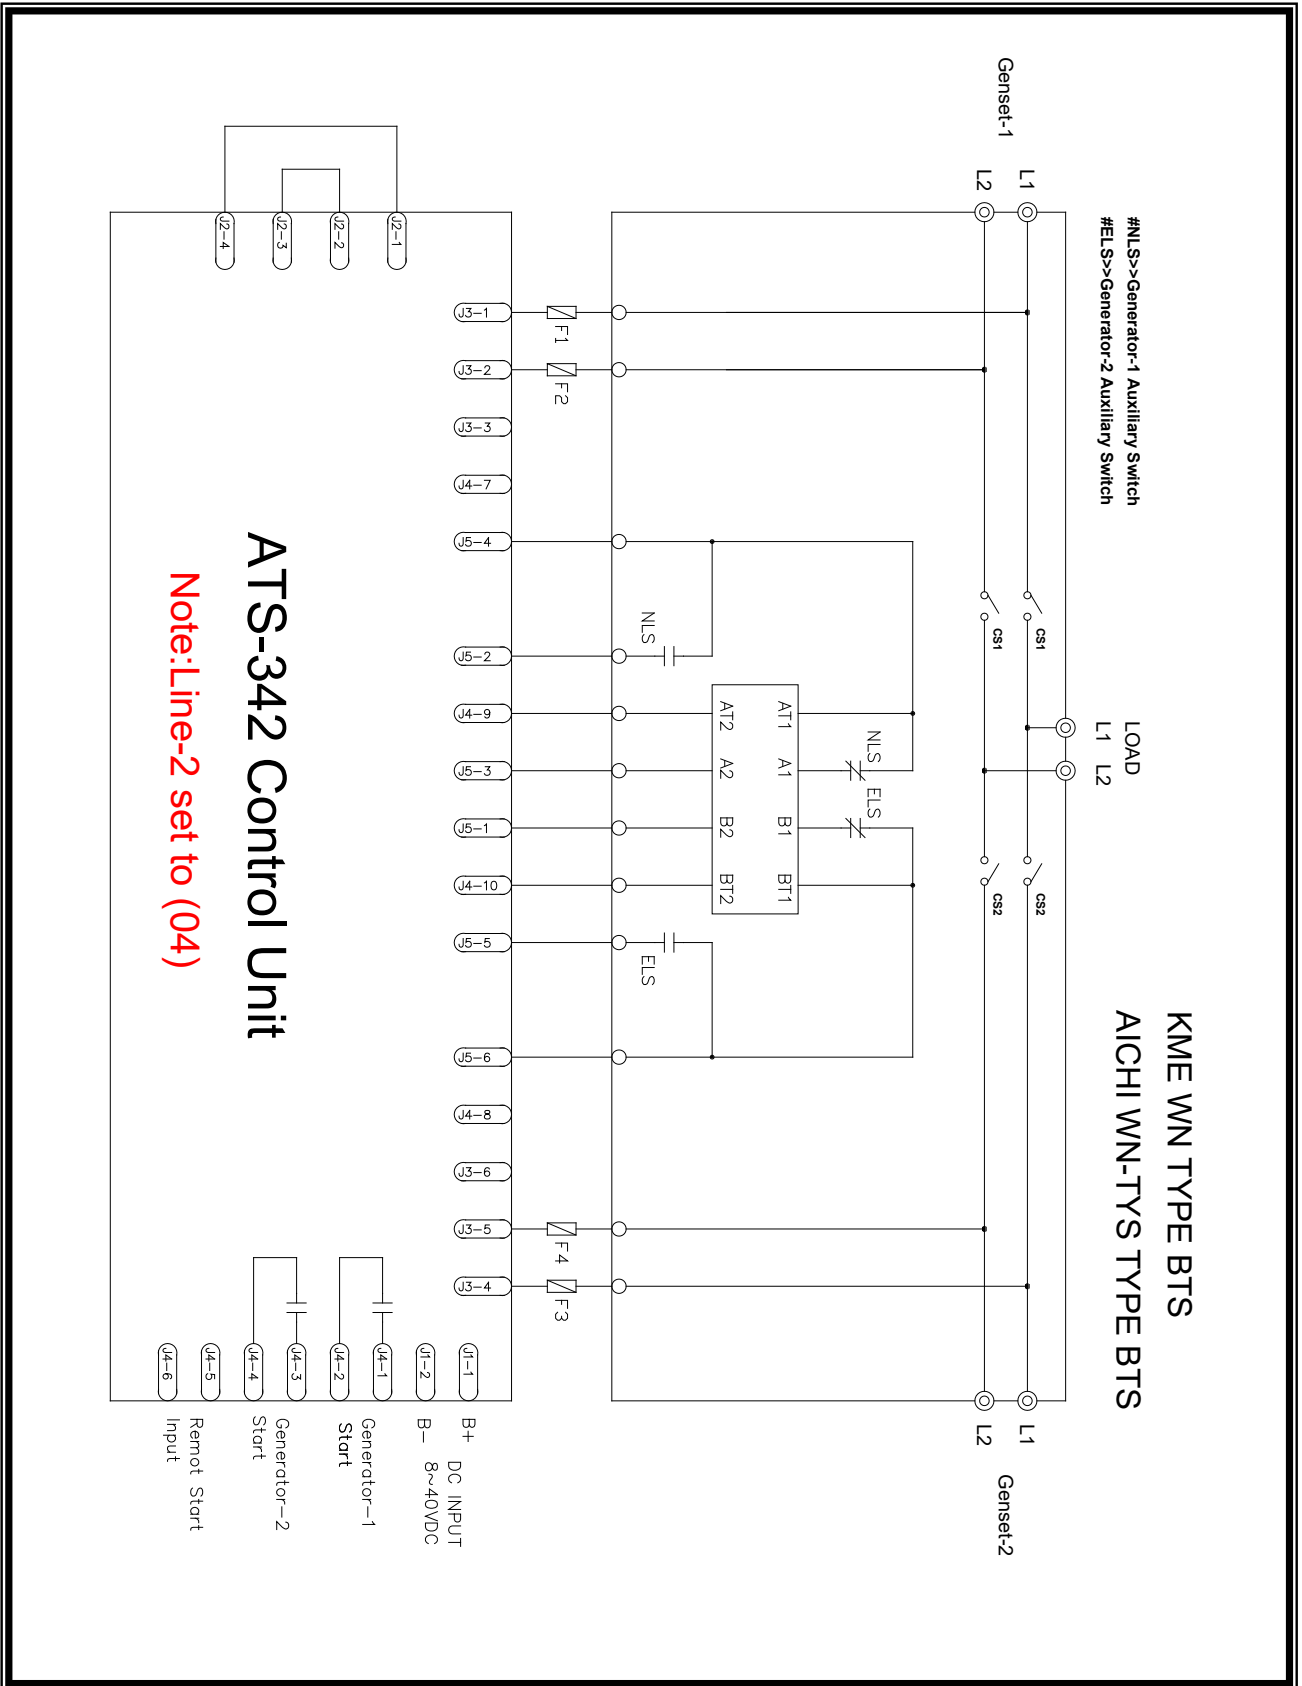 KME WN TYPE BTS
AICHI WN-TYS TYPE BTS
#NLS>>Generator-1 Auxiliary Switch
#ELS>>Generator-2 Auxiliary Switch
LOAD
L1 L2
Genset-1
L1
L2
CS1
CS1
CS2
CS2
L1
L2
Genset-2
NLS
ELS
AT1 A1 B1 BT1
AT2 A2 B2 BT2
NLS
ELS
F1
F2
F4
F3
J3-1
J3-2
J3-3
J4-7
J5-4
J5-2
J4-9
J5-3
J5-1
J4-10
J5-5
J5-6
J4-8
J3-6
J3-5
J3-4
J2-1
J2-2
J2-3
J2-4
ATS-342 Control Unit
Note:Line-2 set to (04)
J1-1
B+
DC INPUT
J1-2
B-
8~40VDC
J4-1
Generator-1
J4-2
Start
J4-3
Generator-2
J4-4
Start
J4-5
Remot Start
J4-6
Input